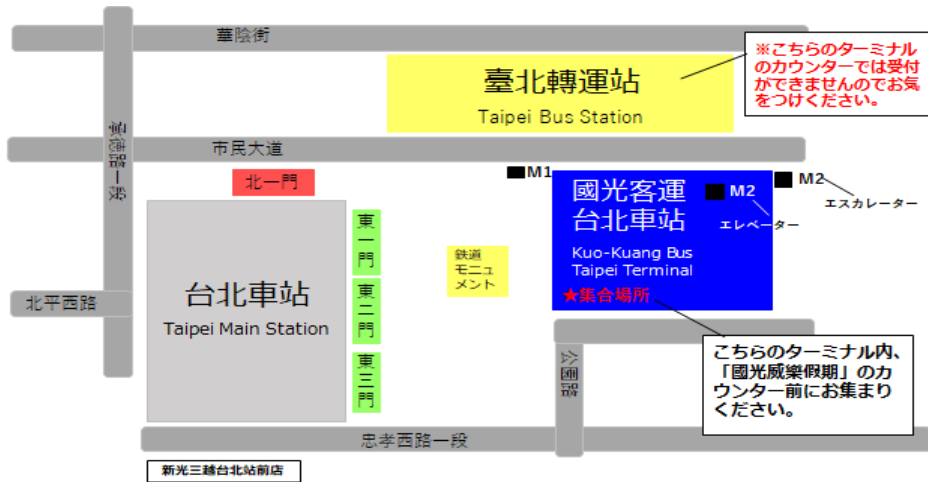 華陰街
※こちらのターミナル
のカウンターでは受付
ができませんのでお気
をつけください。
臺北轉運站
Taipei Bus Station
承德路一段
市民大道
北一門
M1
國光客運
台北車站
M2
M2
エスカレーター
エレベーター
東一門
鉄道
モニュ
メント
Kuo-Kuang Bus
Taipei Terminal
★集合場所
台北車站
Taipei Main Station
東二門
北平西路
東三門
公園路
こちらのターミナル内、
「國光威樂假期」のカ
ウンター前にお集まり
ください。
忠孝西路一段
新光三越台北站前店